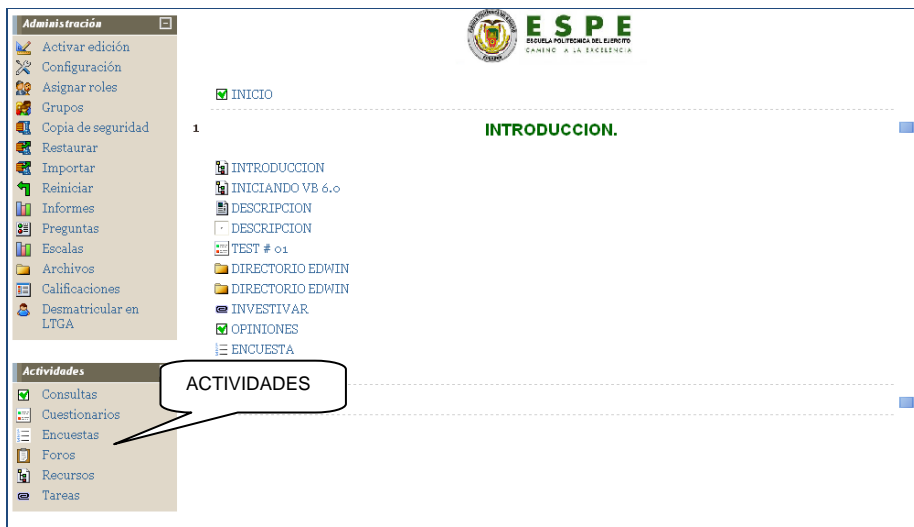 Administración
Activar edición
Configuración
Asignar roles
Grupos
Copia de seguridad
Restaurar
Importar
Reiniciar
Informes
Preguntas
Escalas
Archivos
Calificaciones
Desmatricular en
LTGA
Actividades
Consultas
Cuestionarios
Encuestas
Foros
Recursos
Tareas
ACTIVIDADES
ESPE
ESCUELA POLITECNICA DEL EJERCITO
CAMINO A LA EXCELENCIA
INICIO
1
INTRODUCCION.
INTRODUCCION
INICIANDO VB 6.0
DESCRIPCION
DESCRIPCION
TEST # 01
DIRECTORIO EDWIN
DIRECTORIO EDWIN
INVESTIVAR
OPINIONES
ENCUESTA